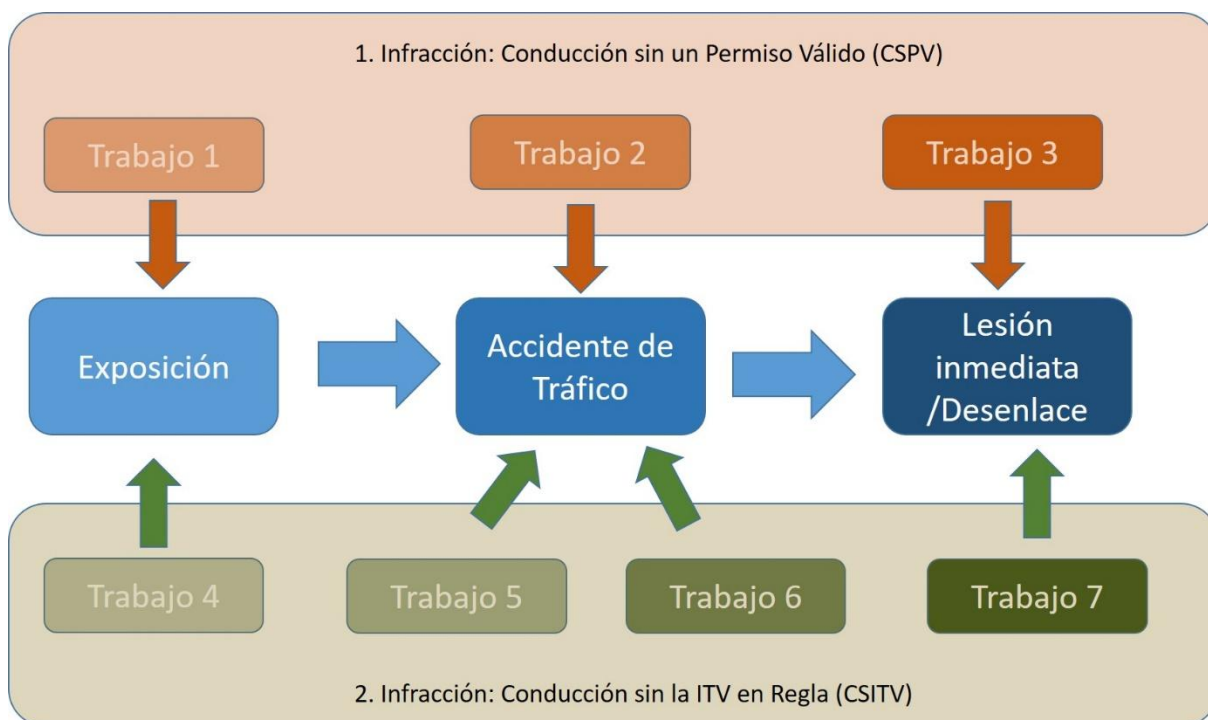 1. Infracción: Conducción sin un Permiso Válido (CSPV)
Trabajo 1
Trabajo 2
Trabajo 3
Exposición
Accidente de
Tráfico
Lesión
inmediata
/Desenlace
Trabajo 4
Trabajo 5
Trabajo 6
Trabajo 7
2. Infracción: Conducción sin la ITV en Regla (CSITV)